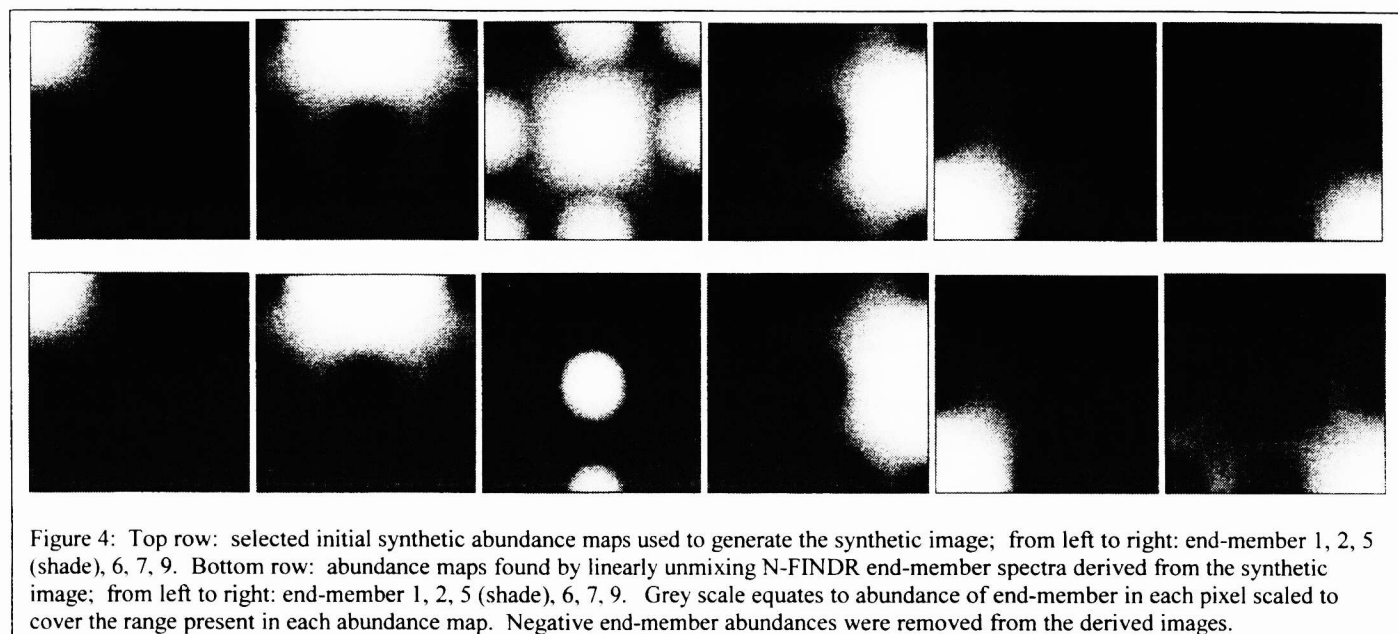 Figure 4: Top row: selected initial synthetic abundance maps used to generate the synthetic image; from left to right: end-member 1, 2, 5
(shade), 6, 7, 9. Bottom row: abundance maps found by linearly unmixing N-FINDR end-member spectra derived from the synthetic
image; from left to right: end-member 1, 2, 5 (shade), 6, 7, 9. Grey scale equates to abundance of end-member in each pixel scaled to
cover the range present in each abundance map. Negative end-member abundances were removed from the derived images.